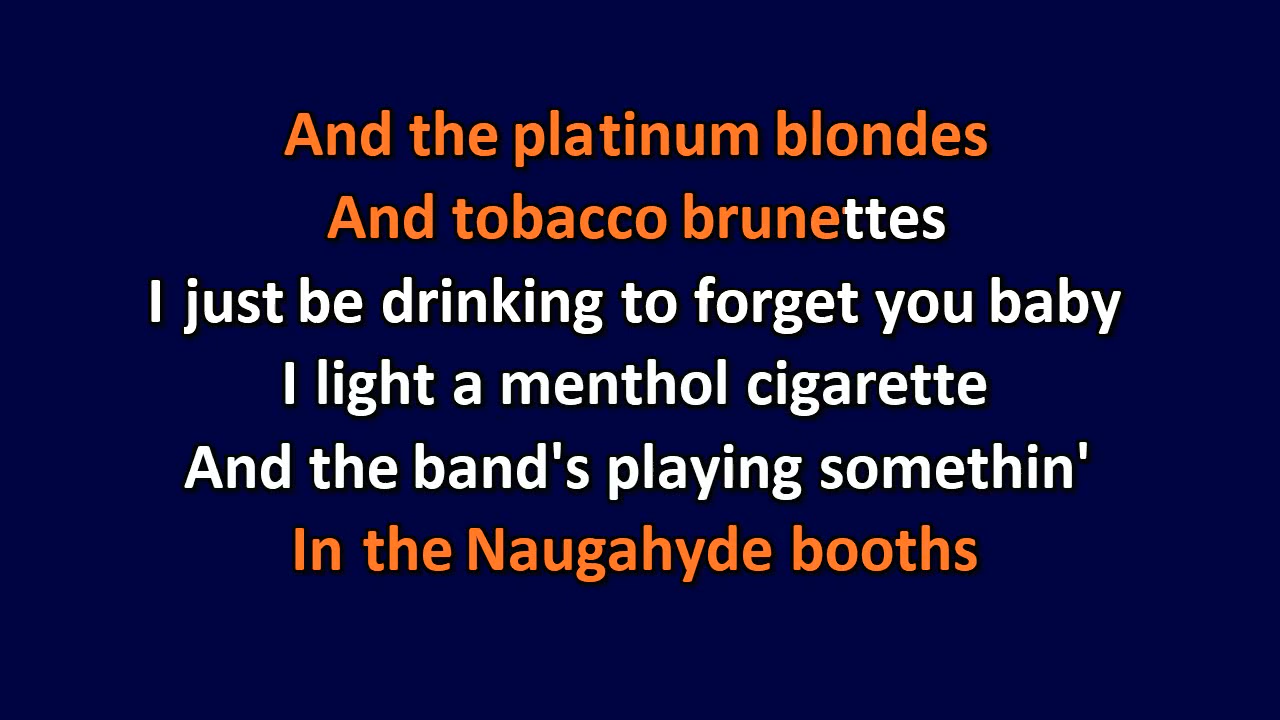 And the platinum blondes
And tobacco brunettes
I just be drinking to forget you baby
I light a menthol cigarette
And the band's playing somethin'
In the Naugahyde booths